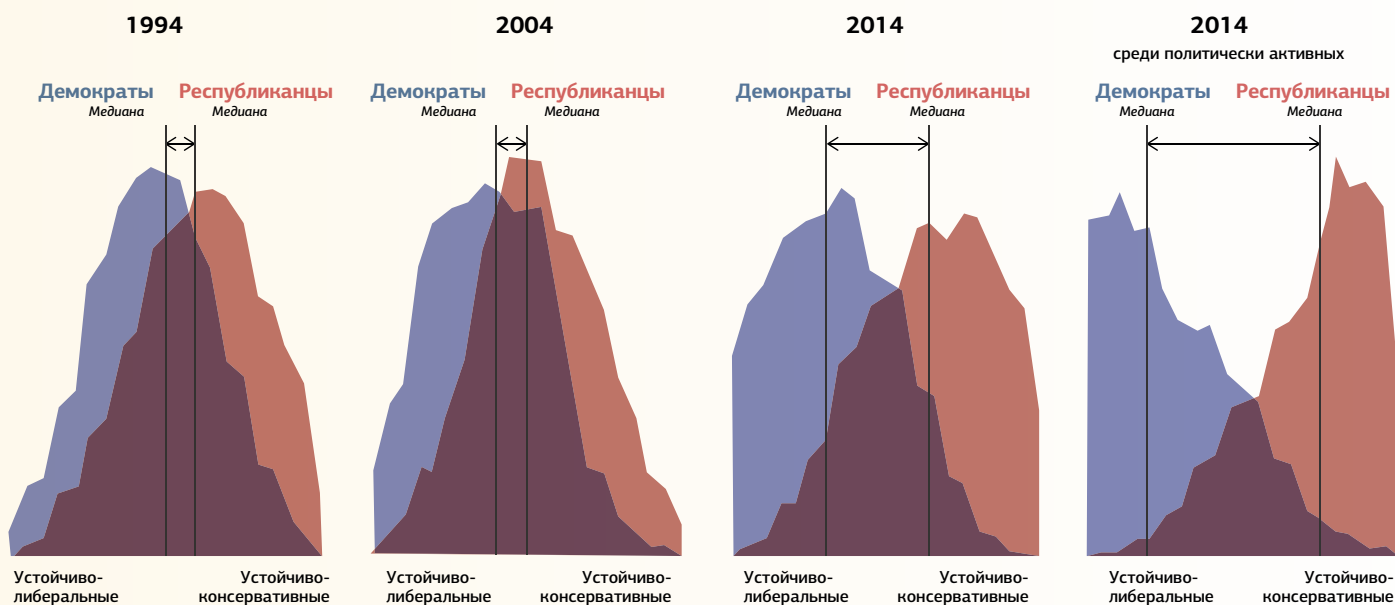 1994
Демократы Республиканцы
Медиана Медиана
Устойчиво-
либеральные
Устойчиво-
консервативные
2004
Демократы Республиканцы
Медиана Медиана
Устойчиво-
либеральные
Устойчиво-
консервативные
2014
Демократы Республиканцы
Медиана Медиана
Устойчиво-
либеральные
Устойчиво-
консервативные
2014
среди политически активных
Демократы Республиканцы
Медиана Медиана
Устойчиво-
либеральные
Устойчиво-
консервативные